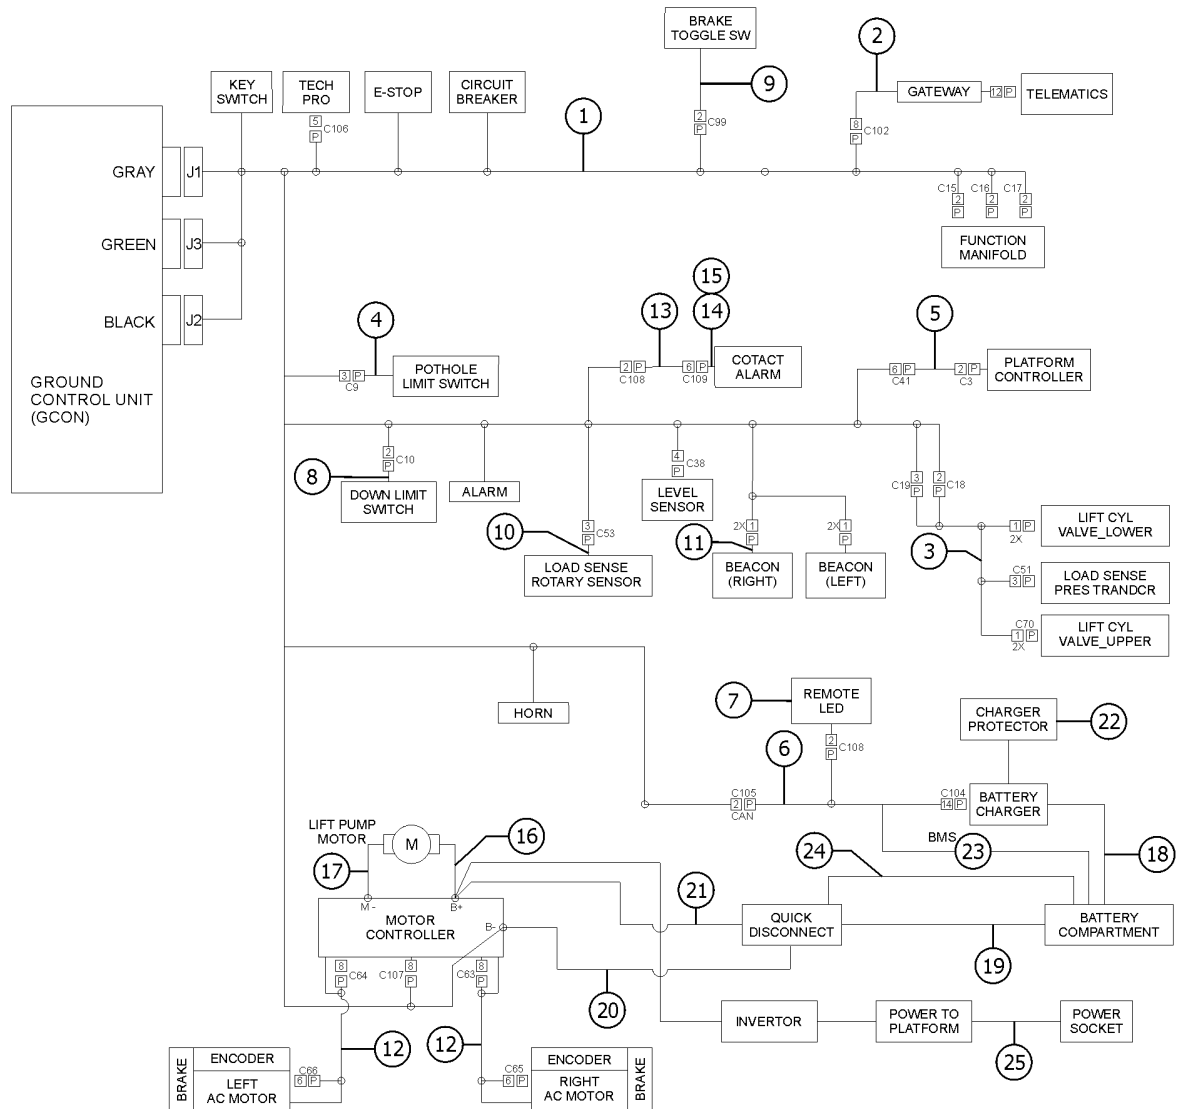 BRAKE
TOGGLE SW
2
9
KEY
SWITCH
TECH
PRO
E-STOP
CIRCUIT
BREAKER
GATEWAY
12 P
TELEMATICS
5
P
C106
1
2
P
C99
8
P
C102
GRAY
J1
GREEN
J3
BLACK
J2
GROUND
CONTROL UNIT
(GCON)
C15
2
P
C16
2
P
C17
2
P
FUNCTION
MANIFOLD
4
3 P
C9
POTHOLE
LIMIT SWITCH
13
15
14
2 P
C108
6 P
C109
COTACT
ALARM
5
6 P
C41
2 P
C3
PLATFORM
CONTROLLER
8
2
P
C10
DOWN LIMIT
SWITCH
ALARM
10
3
P
C53
LOAD SENSE
ROTARY SENSOR
4
P
C38
LEVEL
SENSOR
11
2X
1
P
BEACON
(RIGHT)
2X
1
P
BEACON
(LEFT)
C19
3
P
2
P
C18
3
1 P
2X
LIFT CYL
VALVE_LOWER
C51
3 P
LOAD SENSE
PRES TRANDCR
C70
1 P
2X
LIFT CYL
VALVE_UPPER
HORN
7
REMOTE
LED
2
P
C108
6
C105
2 P
CAN
CHARGER
PROTECTOR
22
C104
14 P
BATTERY
CHARGER
BMS
23
18
24
LIFT PUMP
MOTOR
M
16
17
M -
B+
B-
MOTOR
CONTROLLER
21
QUICK
DISCONNECT
19
BATTERY
COMPARTMENT
20
8
P
C64
C107
8
P
C63
8
P
INVERTOR
POWER TO
PLATFORM
25
POWER
SOCKET
12
12
BRAKE
ENCODER
LEFT
AC MOTOR
C66
6 P
C65
6 P
ENCODER
RIGHT
AC MOTOR
BRAKE